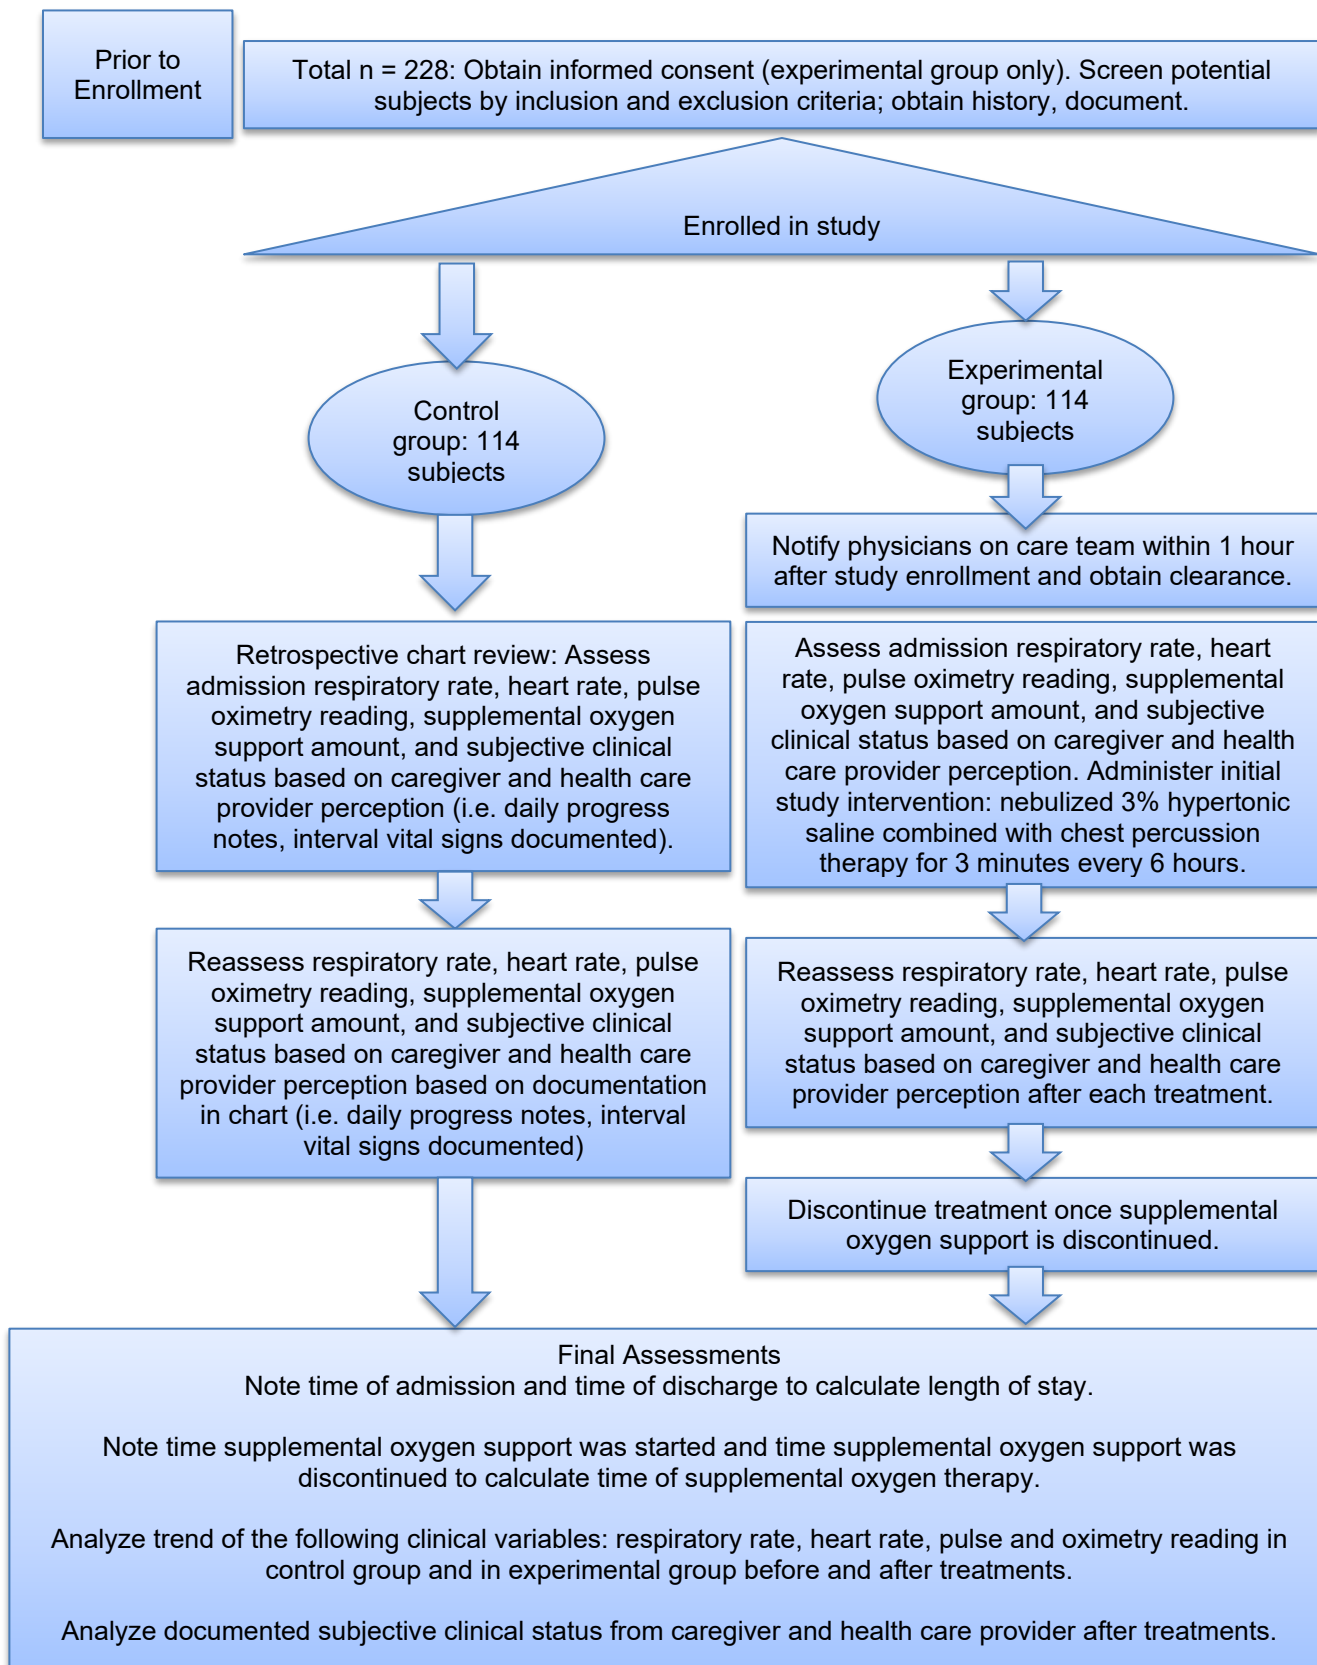 Prior to
Enrollment
Total n = 228: Obtain informed consent (experimental group only). Screen potential
subjects by inclusion and exclusion criteria; obtain history, document.
Enrolled in study
Control
group: 114
subjects
Experimental
group: 114
subjects
Notify physicians on care team within 1 hour
after study enrollment and obtain clearance.
Retrospective chart review: Assess
admission respiratory rate, heart rate, pulse
oximetry reading, supplemental oxygen
support amount, and subjective clinical
status based on caregiver and health care
provider perception (i.e. daily progress
notes, interval vital signs documented).
Assess admission respiratory rate, heart
rate, pulse oximetry reading, supplemental
oxygen support amount, and subjective
clinical status based on caregiver and health
care provider perception. Administer initial
study intervention: nebulized 3% hypertonic
saline combined with chest percussion
therapy for 3 minutes every 6 hours.
Reassess respiratory rate, heart rate, pulse
oximetry reading, supplemental oxygen
support amount, and subjective clinical
status based on caregiver and health care
provider perception based on documentation
in chart (i.e. daily progress notes, interval
vital signs documented)
Reassess respiratory rate, heart rate, pulse
oximetry reading, supplemental oxygen
support amount, and subjective clinical
status based on caregiver and health care
provider perception after each treatment.
Discontinue treatment once supplemental
oxygen support is discontinued.
Final Assessments
Note time of admission and time of discharge to calculate length of stay.
Note time supplemental oxygen support was started and time supplemental oxygen support was
discontinued to calculate time of supplemental oxygen therapy.
Analyze trend of the following clinical variables: respiratory rate, heart rate, pulse and oximetry reading in
control group and in experimental group before and after treatments.
Analyze documented subjective clinical status from caregiver and health care provider after treatments.